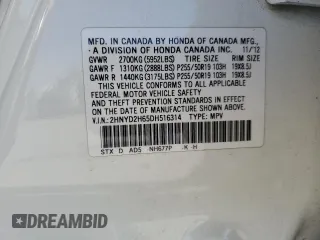 MFD. IN CANADA BY HONDA OF CANADA MFG.,
A DIVISION OF HONDA CANADA INC. 11/12
GVWR 2700KG(5952LBS) TIRE SIZE RIM SIZE
GAWR F 1310KG(2888LBS) P255/50R19 103H 19X8.5J
GAWR R 1440KG(3175LBS) P255/50R19 103H 19X8.5J
THIS VEHICLE CONFORMS TO ALL APPLICABLE
FEDERAL MOTOR VEHICLE SAFETY AND THEFT
PREVENTION STANDARDS IN EFFECT ON THE
DATE OF MANUFACTURE SHOWN ABOVE.
V.I.N.:2HNYD2H65DH516314 TYPE: MPV
STX D AD5 NH677P K H
DEALERSHIP.COM